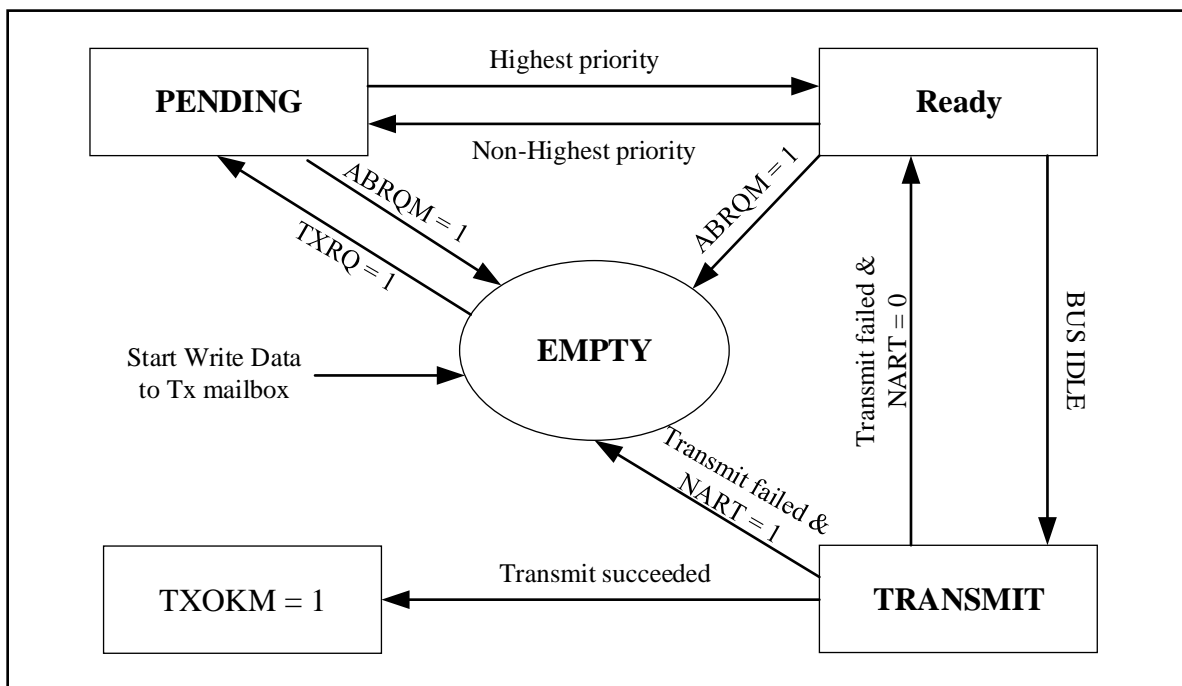 Highest priority
PENDING
Ready
Non-Highest priority
ABRQM = 1
TXRQ = 1
ABRQM = 1
Transmit failed &
NART = 0
BUS IDLE
EMPTY
Start Write Data
to Tx mailbox
Transmit failed &
NART = 1
Transmit succeeded
TXOKM = 1
TRANSMIT